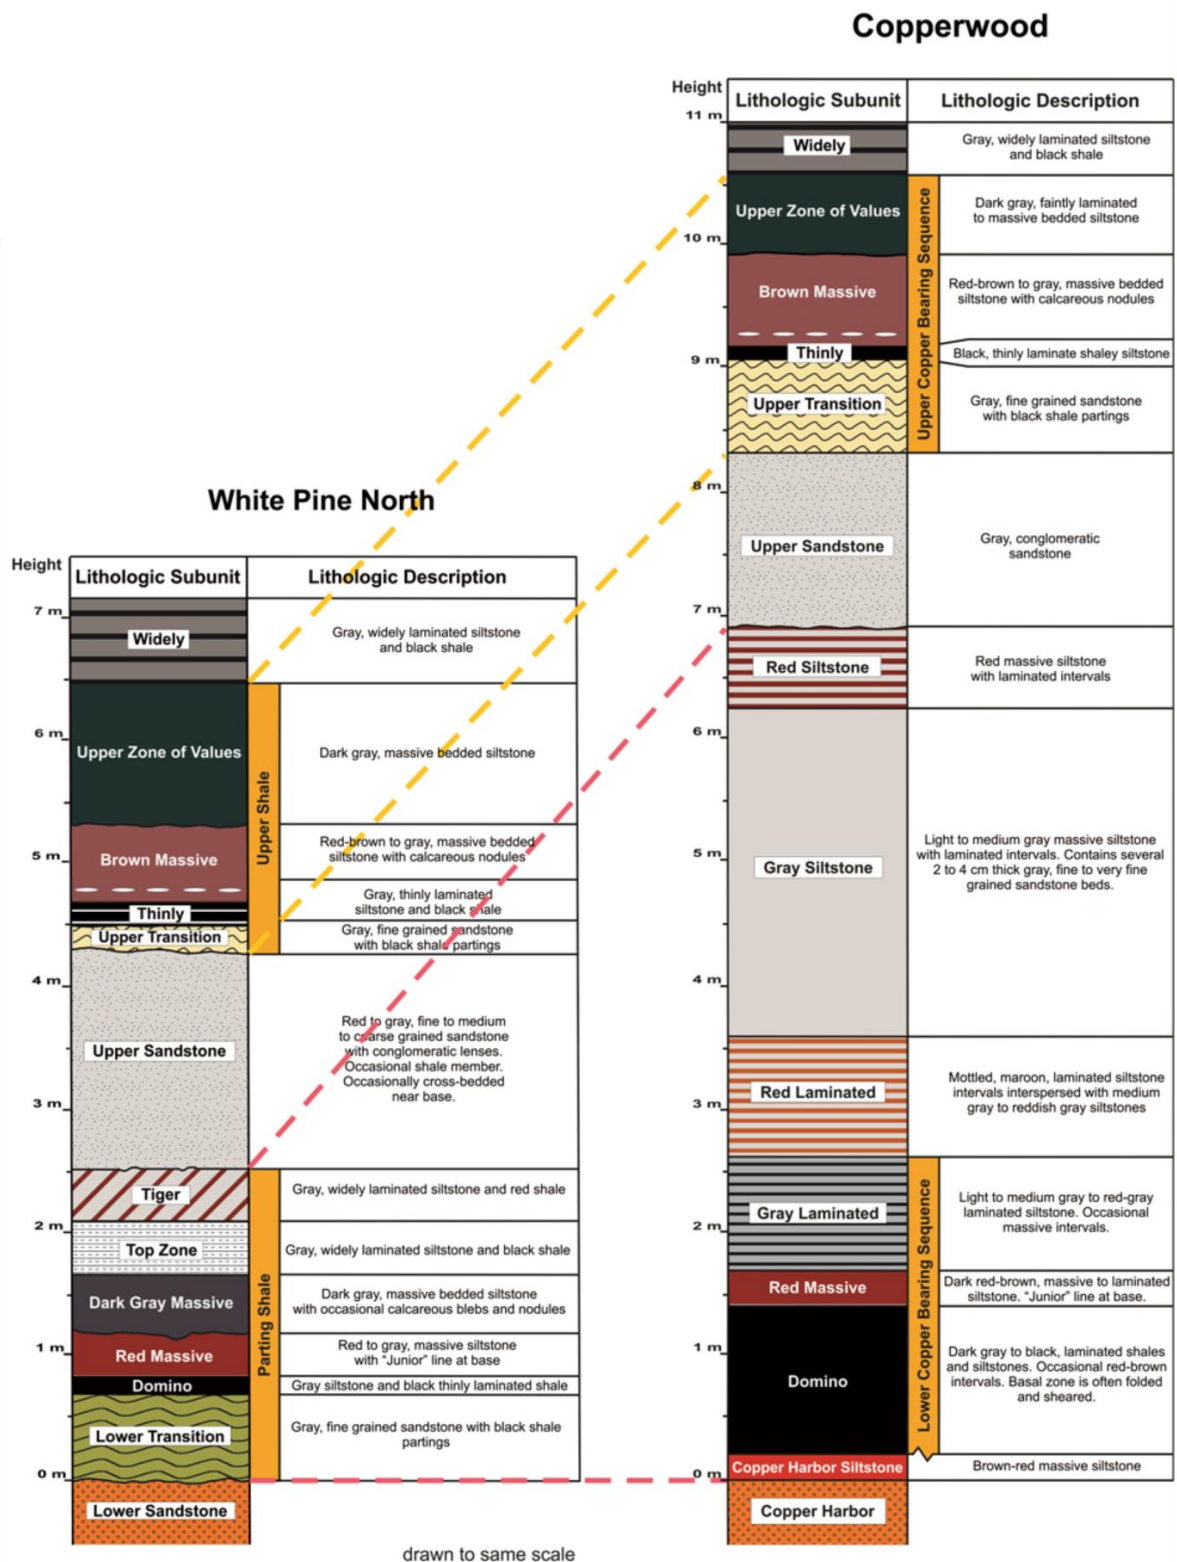 Copperwood
Height
Lithologic Subunit
Lithologic Description
11 m
Widely
Gray, widely laminated siltstone
and black shale
Upper Zone of Values
Dark gray, faintly laminated
to massive bedded siltstone
10 m
Brown Massive
Red-brown to gray, massive bedded
siltstone with calcareous nodules
Thinly
Black, thinly laminate shaley siltstone
9 m
Upper Transition
Gray, fine grained sandstone
with black shale partings
Upper Copper Bearing Sequence
8 m
Upper Sandstone
Gray, conglomeratic
sandstone
7 m
Red Siltstone
Red massive siltstone
with laminated intervals
6 m
Gray Siltstone
Light to medium gray massive siltstone
with laminated intervals. Contains several
2 to 4 cm thick gray, fine to very fine
grained sandstone beds.
5 m
4 m
Red Laminated
Mottled, maroon, laminated siltstone
intervals interspersed with medium
gray to reddish gray siltstones
3 m
Gray Laminated
Light to medium gray to red-gray
laminated siltstone. Occasional
massive intervals.
2 m
Red Massive
Dark red-brown, massive to laminated
siltstone. "Junior" line at base.
1 m
Domino
Dark gray to black, laminated shales
and siltstones. Occasional red-brown
intervals. Basal zone is often folded
and sheared.
Lower Copper Bearing Sequence
0 m
Copper Harbor Siltstone
Brown-red massive siltstone
Copper Harbor
White Pine North
Height
Lithologic Subunit
Lithologic Description
7 m
Widely
Gray, widely laminated siltstone
and black shale
6 m
Upper Zone of Values
Dark gray, massive bedded siltstone
Upper Shale
5 m
Brown Massive
Red-brown to gray, massive bedded
siltstone with calcareous nodules
Thinly
Gray, thinly laminated
siltstone and black shale
Upper Transition
Gray, fine grained sandstone
with black shale partings
4 m
Upper Sandstone
Red to gray, fine to medium
to coarse grained sandstone
with conglomeratic lenses.
Occasional shale member.
Occasionally cross-bedded
near base.
3 m
Tiger
Gray, widely laminated siltstone and red shale
2 m
Top Zone
Gray, widely laminated siltstone and black shale
Dark Gray Massive
Dark gray, massive bedded siltstone
with occasional calcareous blebs and nodules
Parting Shale
1 m
Red Massive
Red to gray, massive siltstone
with "Junior" line at base
Domino
Gray siltstone and black thinly laminated shale
Lower Transition
Gray, fine grained sandstone with black shale
partings
0 m
Lower Sandstone
drawn to same scale